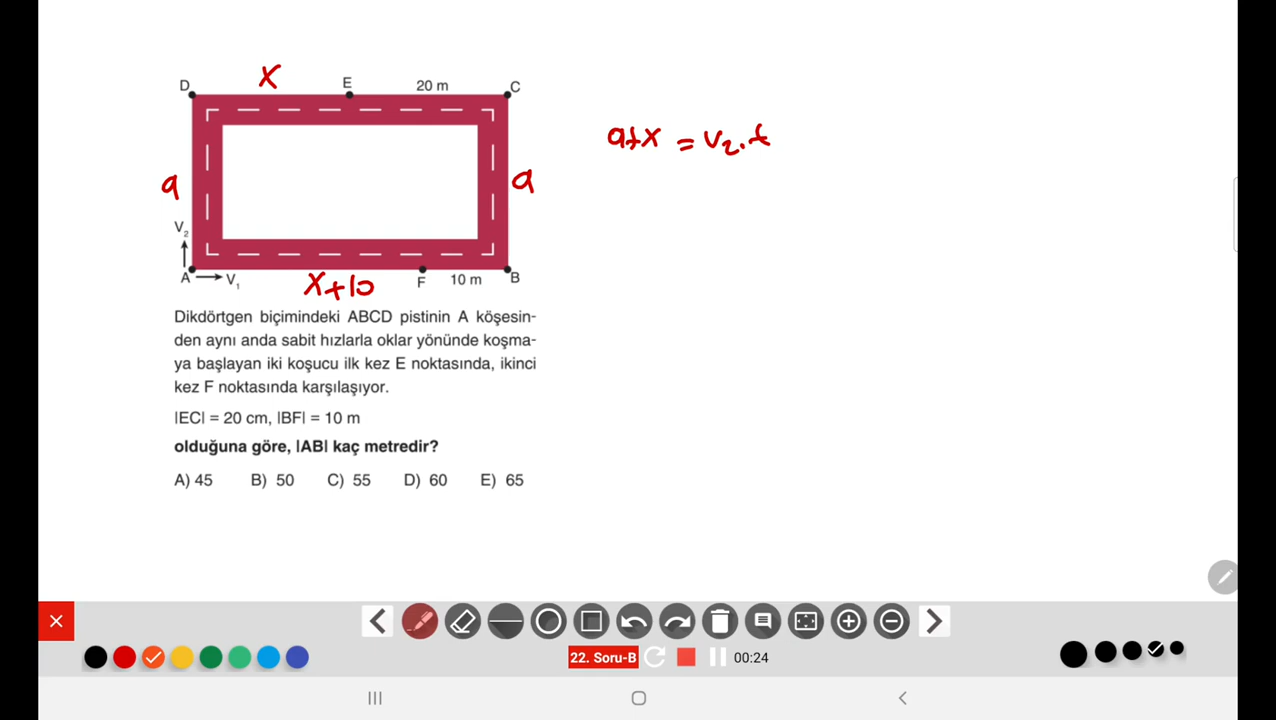 x
D
E
20 m
C
a+x = v2.t
a
a
V2
A
V1
x+10
F
10 m
B
Dikdörtgen biçimindeki ABCD pistinin A köşesin-
den aynı anda sabit hızlarla oklar yönünde koşma-
ya başlayan iki koşucu ilk kez E noktasında, ikinci
kez F noktasında karşılaşıyor.
|EC| = 20 cm, |BF| = 10 m
olduğuna göre, |AB| kaç metredir?
A) 45 B) 50 C) 55 D) 60 E) 65
22. Soru-B 00:24